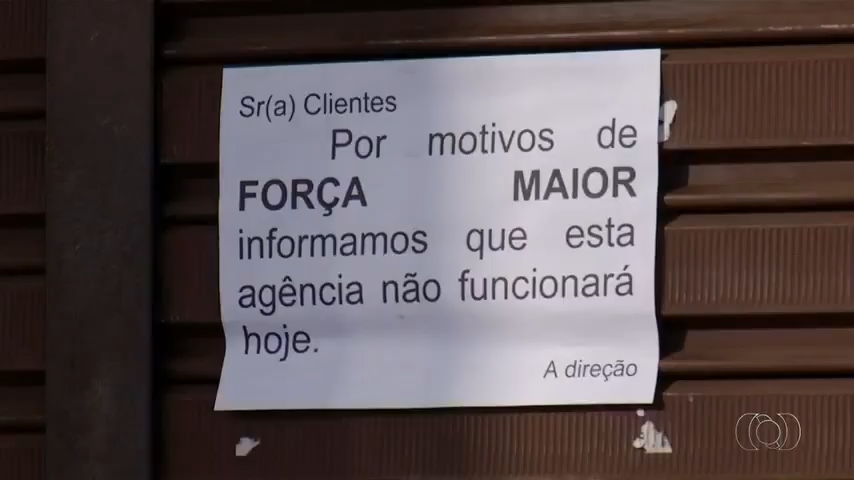 Sr(a) Clientes
Por motivos de
FORÇA MAIOR
informamos que esta
agência não funcionará
hoje.
A direção